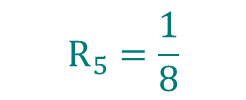 R₅ = 1/8